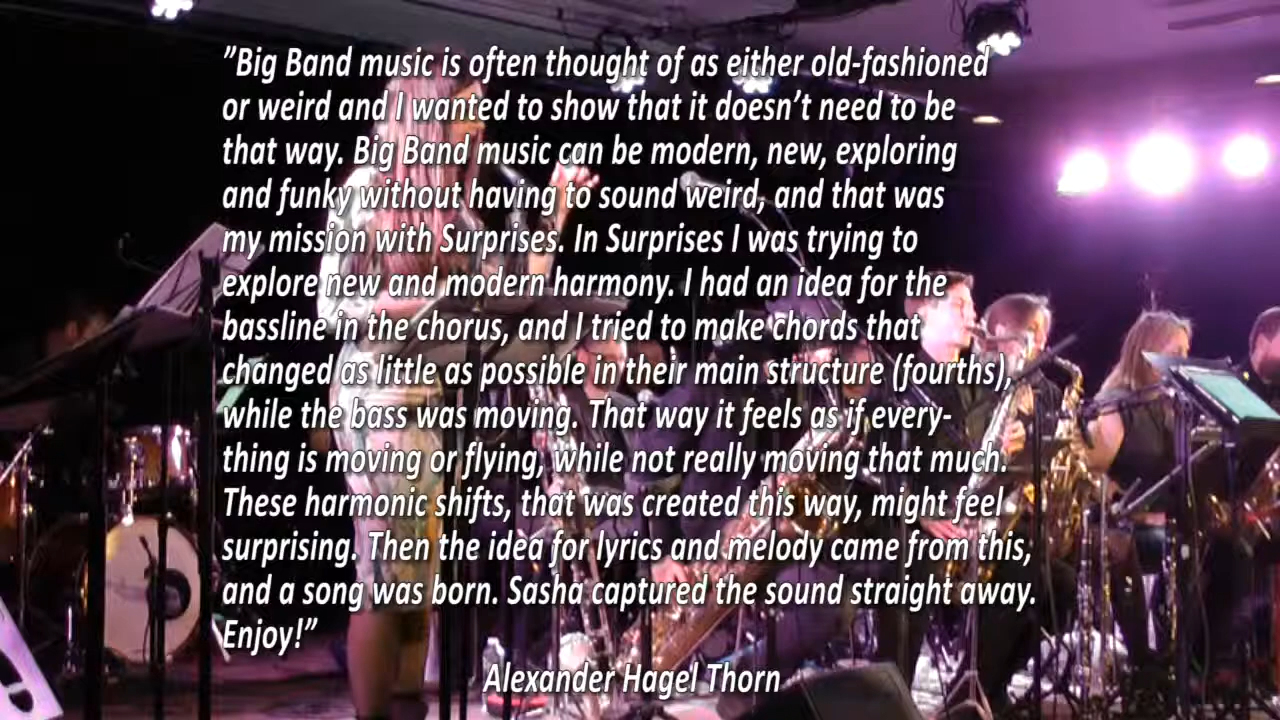 ”Big Band music is often thought of as either old-fashioned
or weird and I wanted to show that it doesn’t need to be
that way. Big Band music can be modern, new, exploring
and funky without having to sound weird, and that was
my mission with Surprises. In Surprises I was trying to
explore new and modern harmony. I had an idea for the
bassline in the chorus, and I tried to make chords that
changed as little as possible in their main structure (fourths),
while the bass was moving. That way it feels as if every-
thing is moving or flying, while not really moving that much.
These harmonic shifts, that was created this way, might feel
surprising. Then the idea for lyrics and melody came from this,
and a song was born. Sasha captured the sound straight away.
Enjoy!”
Alexander Hagel Thorn